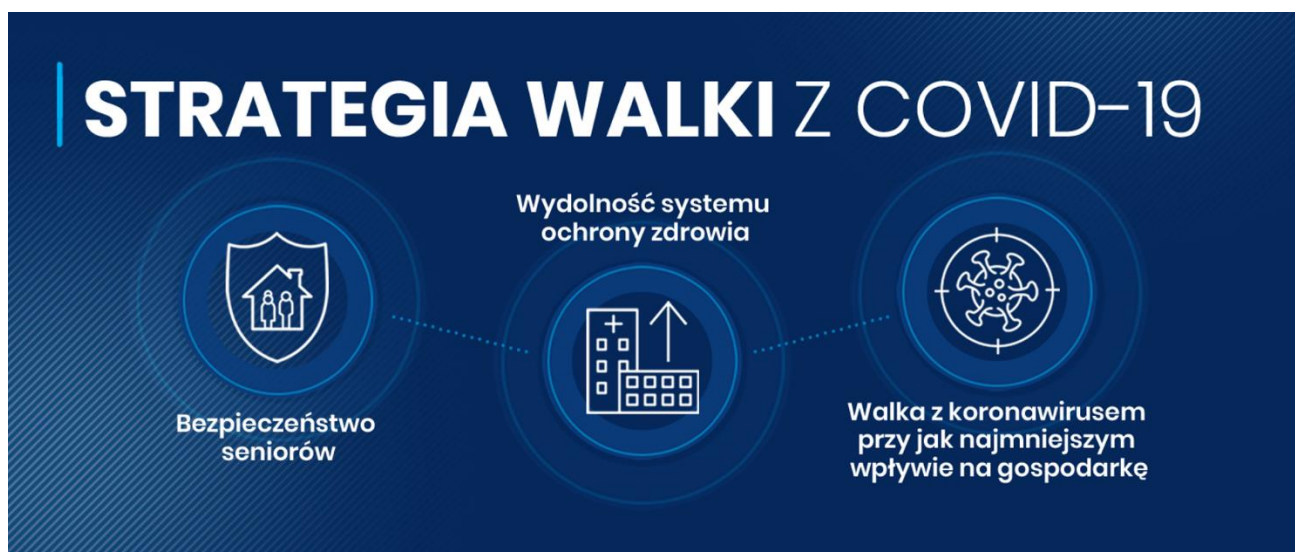 STRATEGIA WALKI Z COVID-19
Bezpieczeństwo
seniorów
Wydolność systemu
ochrony zdrowia
Walka z koronawirusem
przy jak najmniejszym
wpływie na gospodarkę